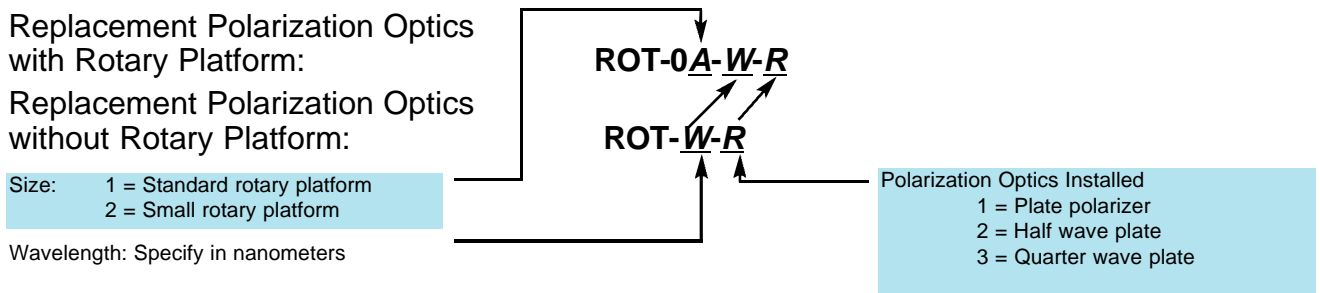 Replacement Polarization Optics
with Rotary Platform:
ROT-0A-W-R
Replacement Polarization Optics
without Rotary Platform:
ROT-W-R
Size: 1 = Standard rotary platform
2 = Small rotary platform
Wavelength: Specify in nanometers
Polarization Optics Installed
1 = Plate polarizer
2 = Half wave plate
3 = Quarter wave plate